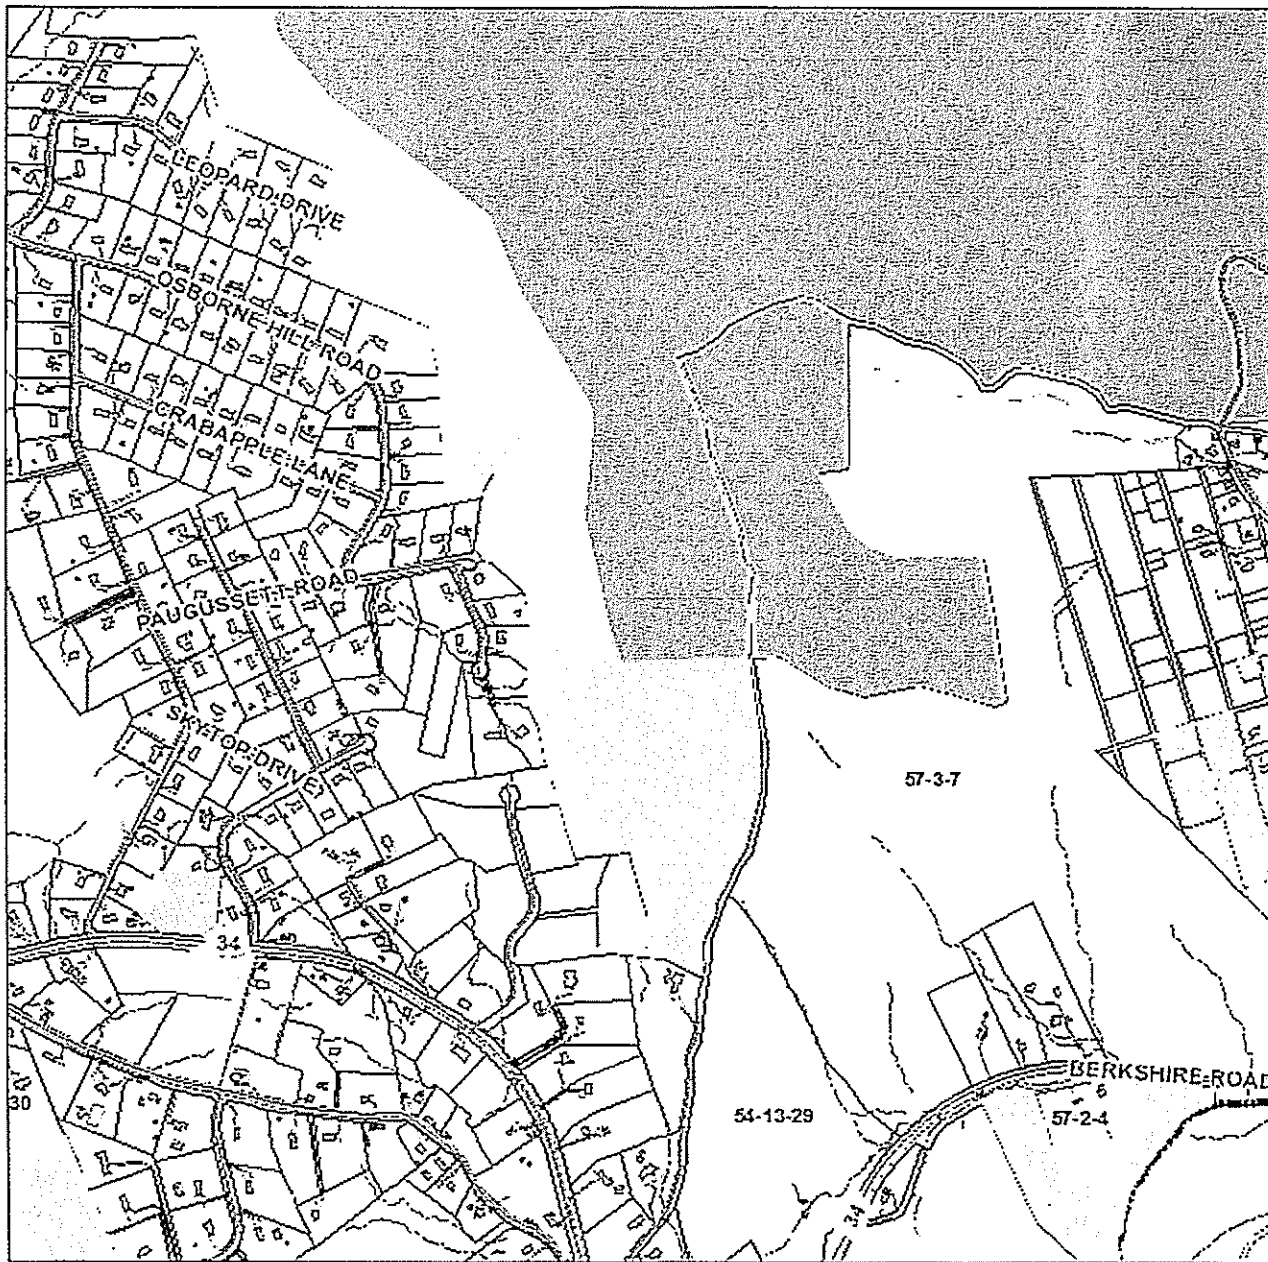 LEOPARD DRIVE
OSBORNE HILL ROAD
CRABAPPLE LANE
PAUGUSSETT ROAD
SKYTOP DRIVE
57-3-7
34
BERKSHIRE ROAD
30
54-13-29
57-2-4
34